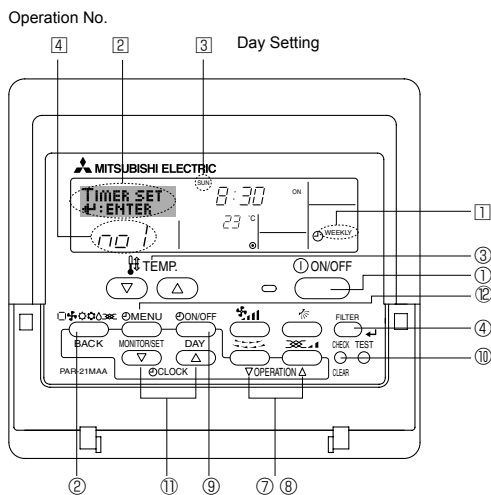 Operation No.
4 2 3 Day Setting
MITSUBISHI ELECTRIC
TIMER SET
↵:ENTER
SUN
8:30
ON
23 °C
no 1
WEEKLY
1
TEMP.
ON/OFF
③
①
⑫
MENU
ON/OFF
FILTER
④
BACK
MONITOR/SET
DAY
CHECK TEST
⑩
PAR-21MAA
CLOCK
▽OPERATION△
CLEAR
② ⑪ ⑨ ⑦ ⑧